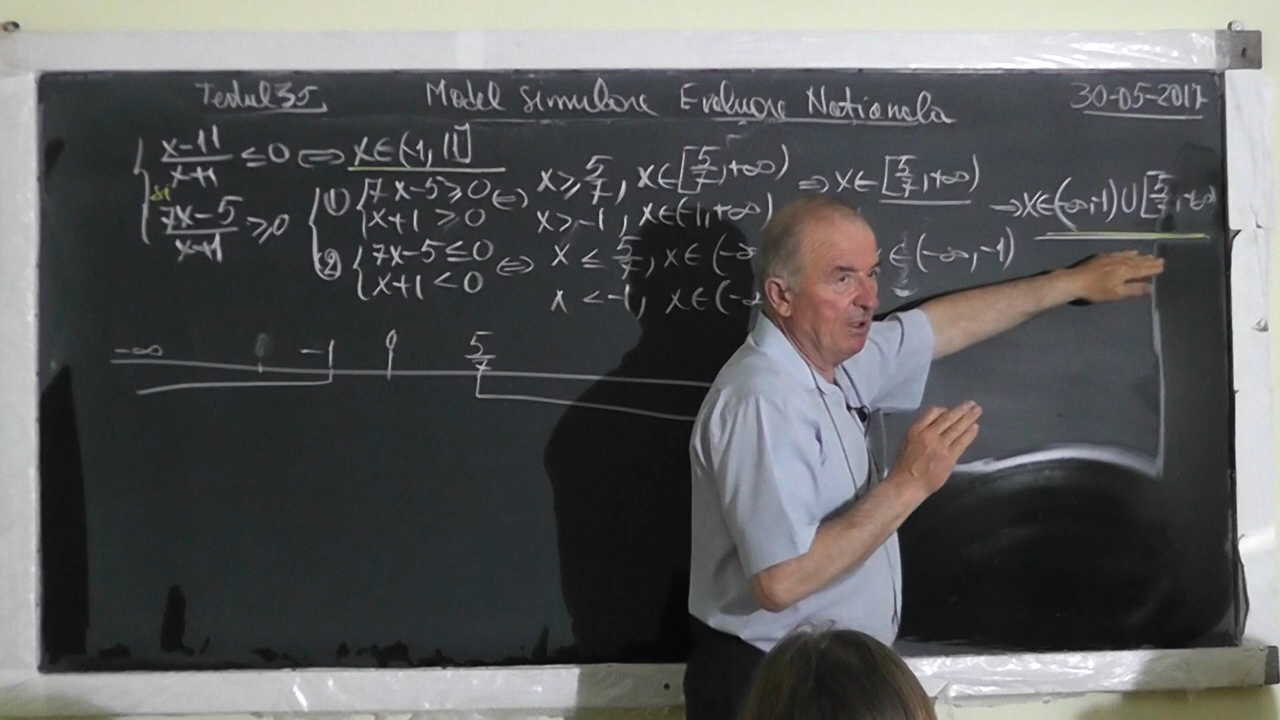 Testul 35 Model Simulare Evaluare Nationala 30-05-2017
x-11/x+1 ≤ 0 ⇔ x∈(-1, 11]
și
7x-5/x+1 ≥ 0
1) {7x-5 ≥ 0 ⇔ x ≥ 5/7, x∈[5/7, +∞) ⇒ x∈[5/7, +∞)
x+1 > 0 x > -1, x∈(-1, +∞)
⇒ x∈(-∞, -1) ∪ [5/7, +∞)
2) {7x-5 ≤ 0 ⇔ x ≤ 5/7, x∈(-∞ ∈(-∞, -1)
x+1 < 0 x < -1, x∈(-∞
-∞ -1 0 5/7